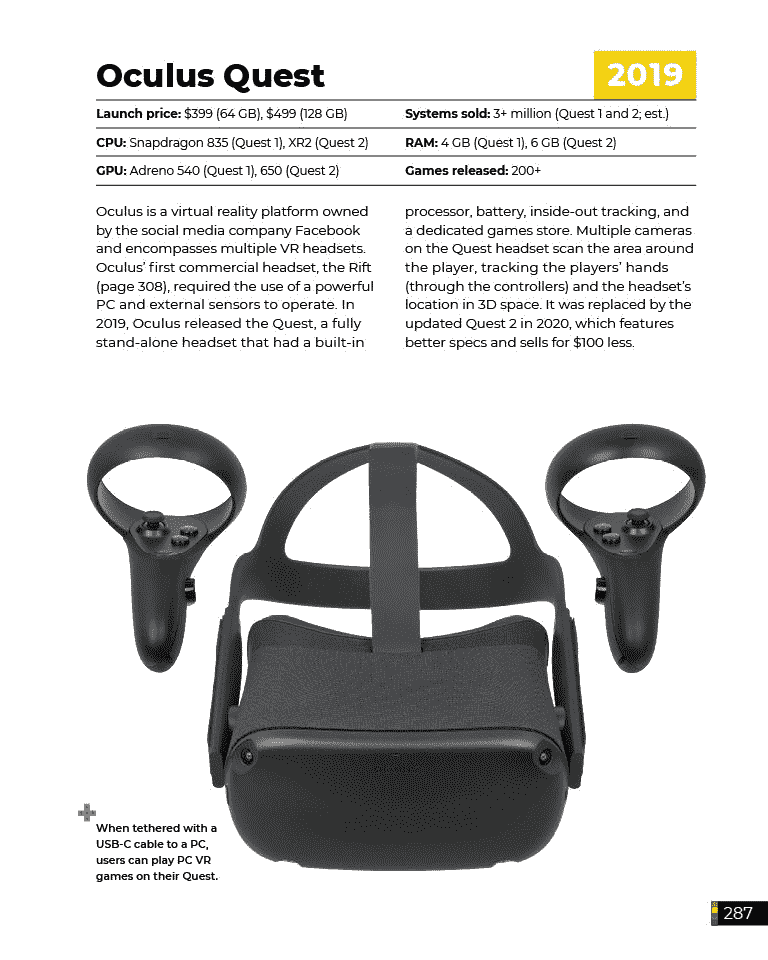 Oculus Quest
2019
Launch price: $399 (64 GB), $499 (128 GB)
Systems sold: 3+ million (Quest 1 and 2; est.)
CPU: Snapdragon 835 (Quest 1), XR2 (Quest 2)
RAM: 4 GB (Quest 1), 6 GB (Quest 2)
GPU: Adreno 540 (Quest 1), 650 (Quest 2)
Games released: 200+
Oculus is a virtual reality platform owned
by the social media company Facebook
and encompasses multiple VR headsets.
Oculus’ first commercial headset, the Rift
(page 308), required the use of a powerful
PC and external sensors to operate. In
2019, Oculus released the Quest, a fully
stand-alone headset that had a built-in
processor, battery, inside-out tracking, and
a dedicated games store. Multiple cameras
on the Quest headset scan the area around
the player, tracking the players’ hands
(through the controllers) and the headset’s
location in 3D space. It was replaced by the
updated Quest 2 in 2020, which features
better specs and sells for $100 less.
When tethered with a
USB-C cable to a PC,
users can play PC VR
games on their Quest.
287